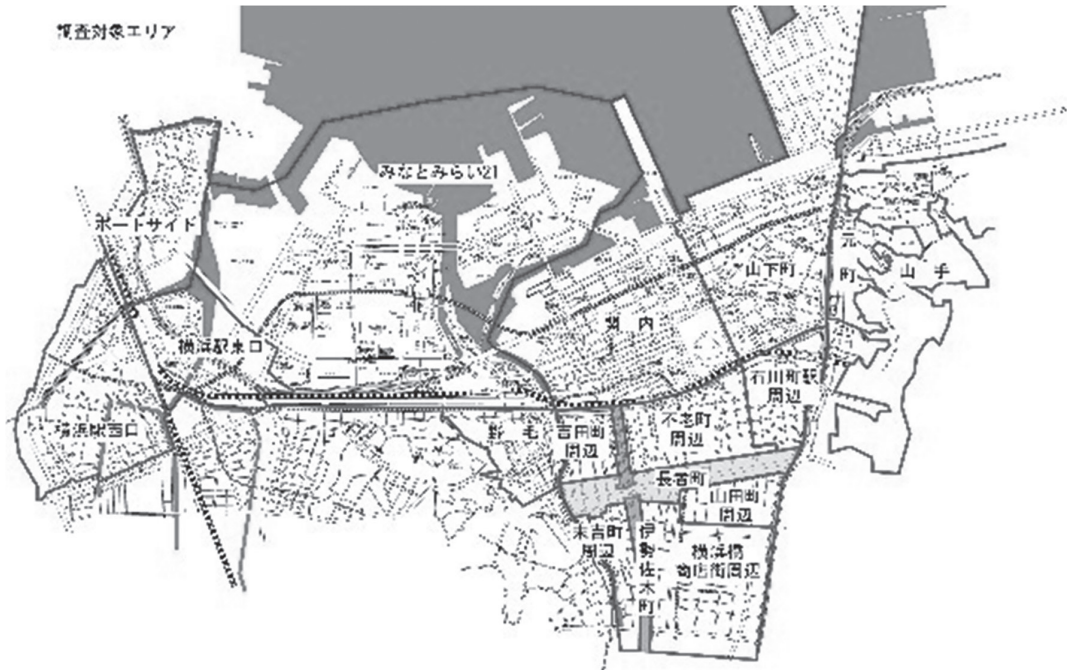 調査対象エリア
みなとみらい21
ポートサイド
横浜駅東口
横浜駅西口
関内
山下町
元町
山手
石川町駅
周辺
野毛
吉田町
周辺
不老町
周辺
長者町
山田町
周辺
末吉町
周辺
伊勢佐木町
横浜橋
商店街周辺